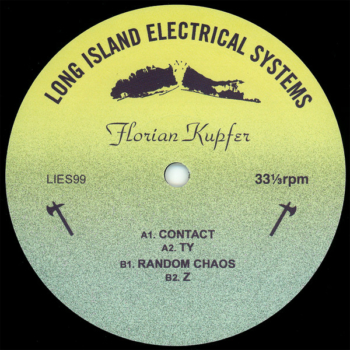 LONG ISLAND ELECTRICAL SYSTEMS
Florian Kupfer
LIES99
33⅓rpm
A1. CONTACT
A2. TY
B1. RANDOM CHAOS
B2. Z